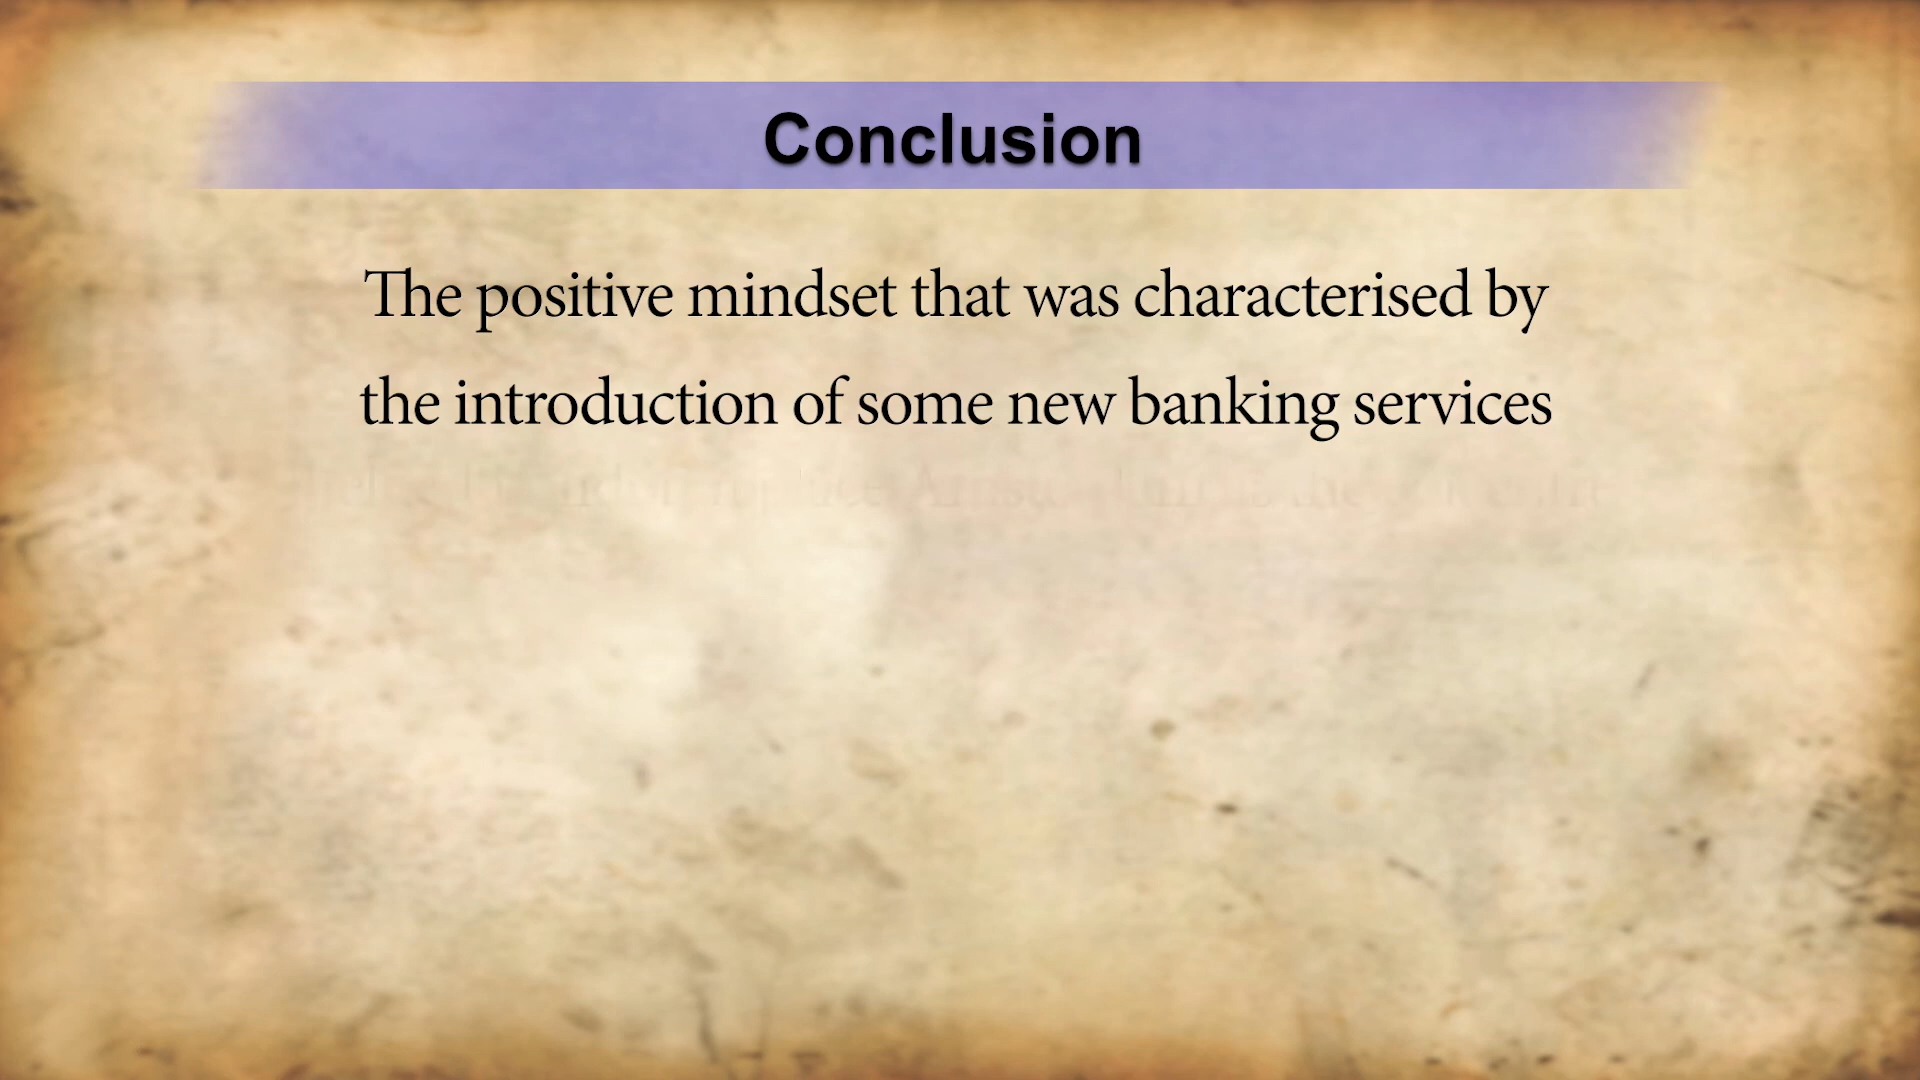 Conclusion
The positive mindset that was characterised by
the introduction of some new banking services